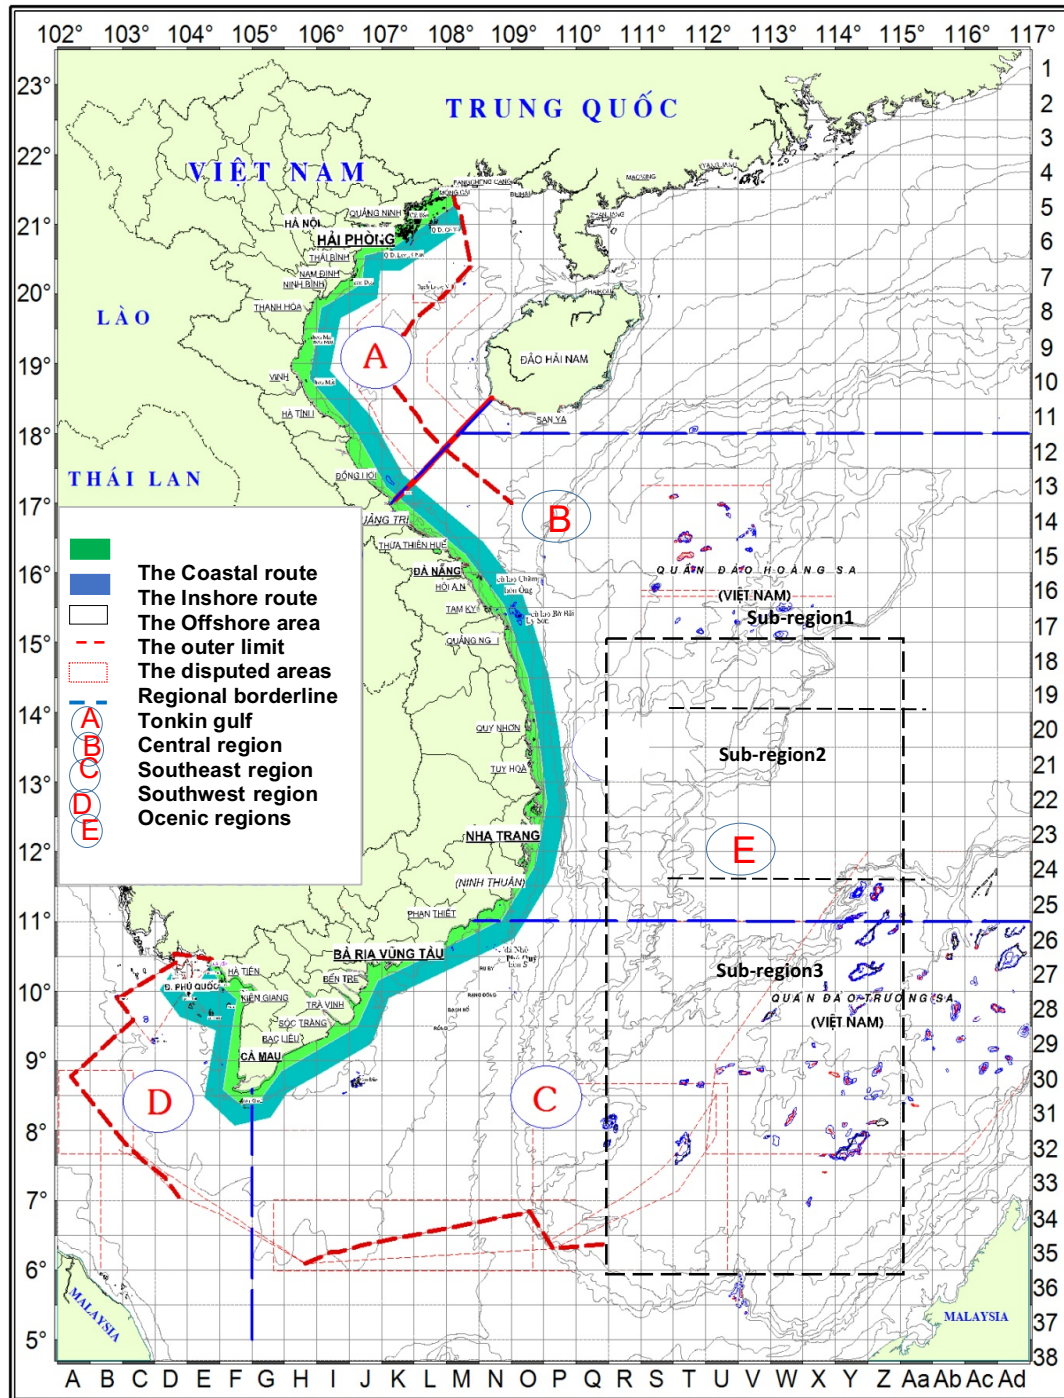 102° 103° 104° 105° 106° 107° 108° 109° 110° 111° 112° 113° 114° 115° 116° 117°
23°
22°
21°
20°
19°
18°
17°
16°
15°
14°
13°
12°
11°
10°
9°
8°
7°
6°
5°
1
2
3
4
5
6
7
8
9
10
11
12
13
14
15
16
17
18
19
20
21
22
23
24
25
26
27
28
29
30
31
32
33
34
35
36
37
38
TRUNG QUỐC
VIỆT NAM
MÓNG CÁI
QUẢNG NINH
HÀ NỘI
HẢI PHÒNG
THÁI BÌNH
NAM ĐỊNH
NINH BÌNH
THANH HÓA
LÀO
A
ĐẢO HẢI NAM
VINH
SAN YA
THÁI LAN
B
THỪA THIÊN HUẾ
ĐÀ NẴNG
HỘI AN
TAM KỲ
QUẦN ĐẢO HOÀNG SA
(VIỆT NAM)
Sub-region1
The Coastal route
The Inshore route
The Offshore area
The outer limit
The disputed areas
Regional borderline
A Tonkin gulf
B Central region
C Southeast region
D Southwest region
E Ocenic regions
QUY NHƠN
Sub-region2
TUY HOÀ
NHA TRANG
E
(NINH THUẬN)
PHAN THIẾT
BÀ RỊA VŨNG TÀU
HÀ TIÊN
BẾN TRE
Đ. PHÚ QUỐC
KIÊN GIANG
TRÀ VINH
SÓC TRĂNG
BẠC LIÊU
CÀ MAU
Sub-region3
QUẦN ĐẢO TRƯỜNG SA
(VIỆT NAM)
D
C
MALAYSIA
MALAYSIA
A B C D E F G H I J K L M N O P Q R S T U V W X Y Z Aa Ab Ac Ad